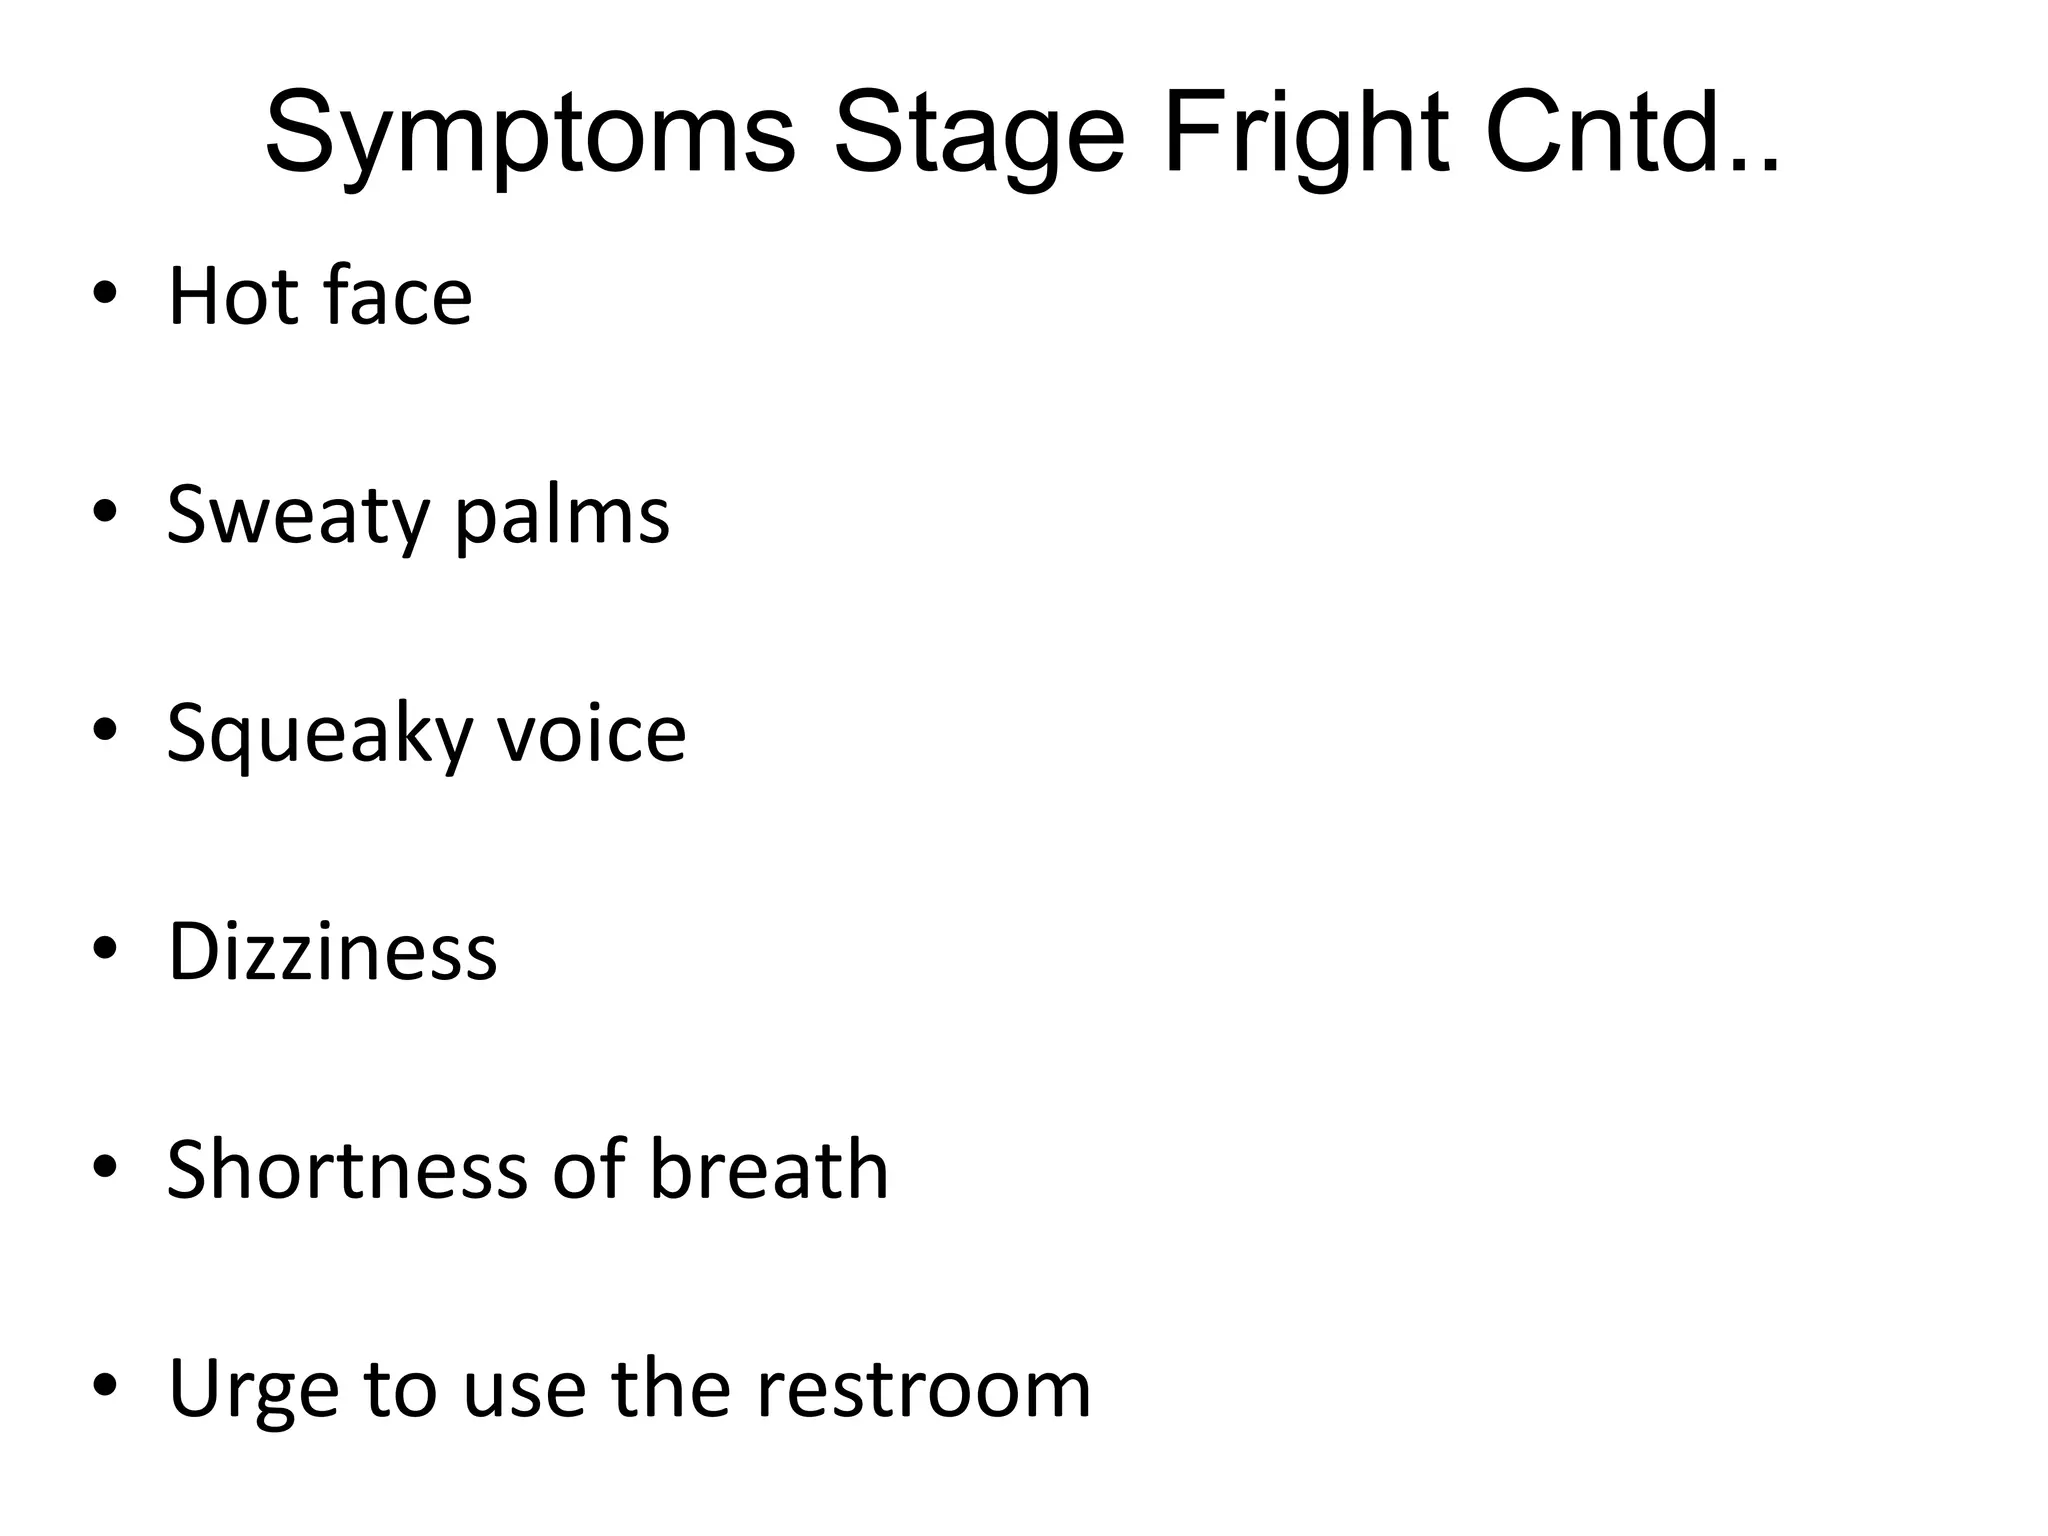 Symptoms Stage Fright Cntd..
• Hot face
• Sweaty palms
• Squeaky voice
• Dizziness
• Shortness of breath
• Urge to use the restroom